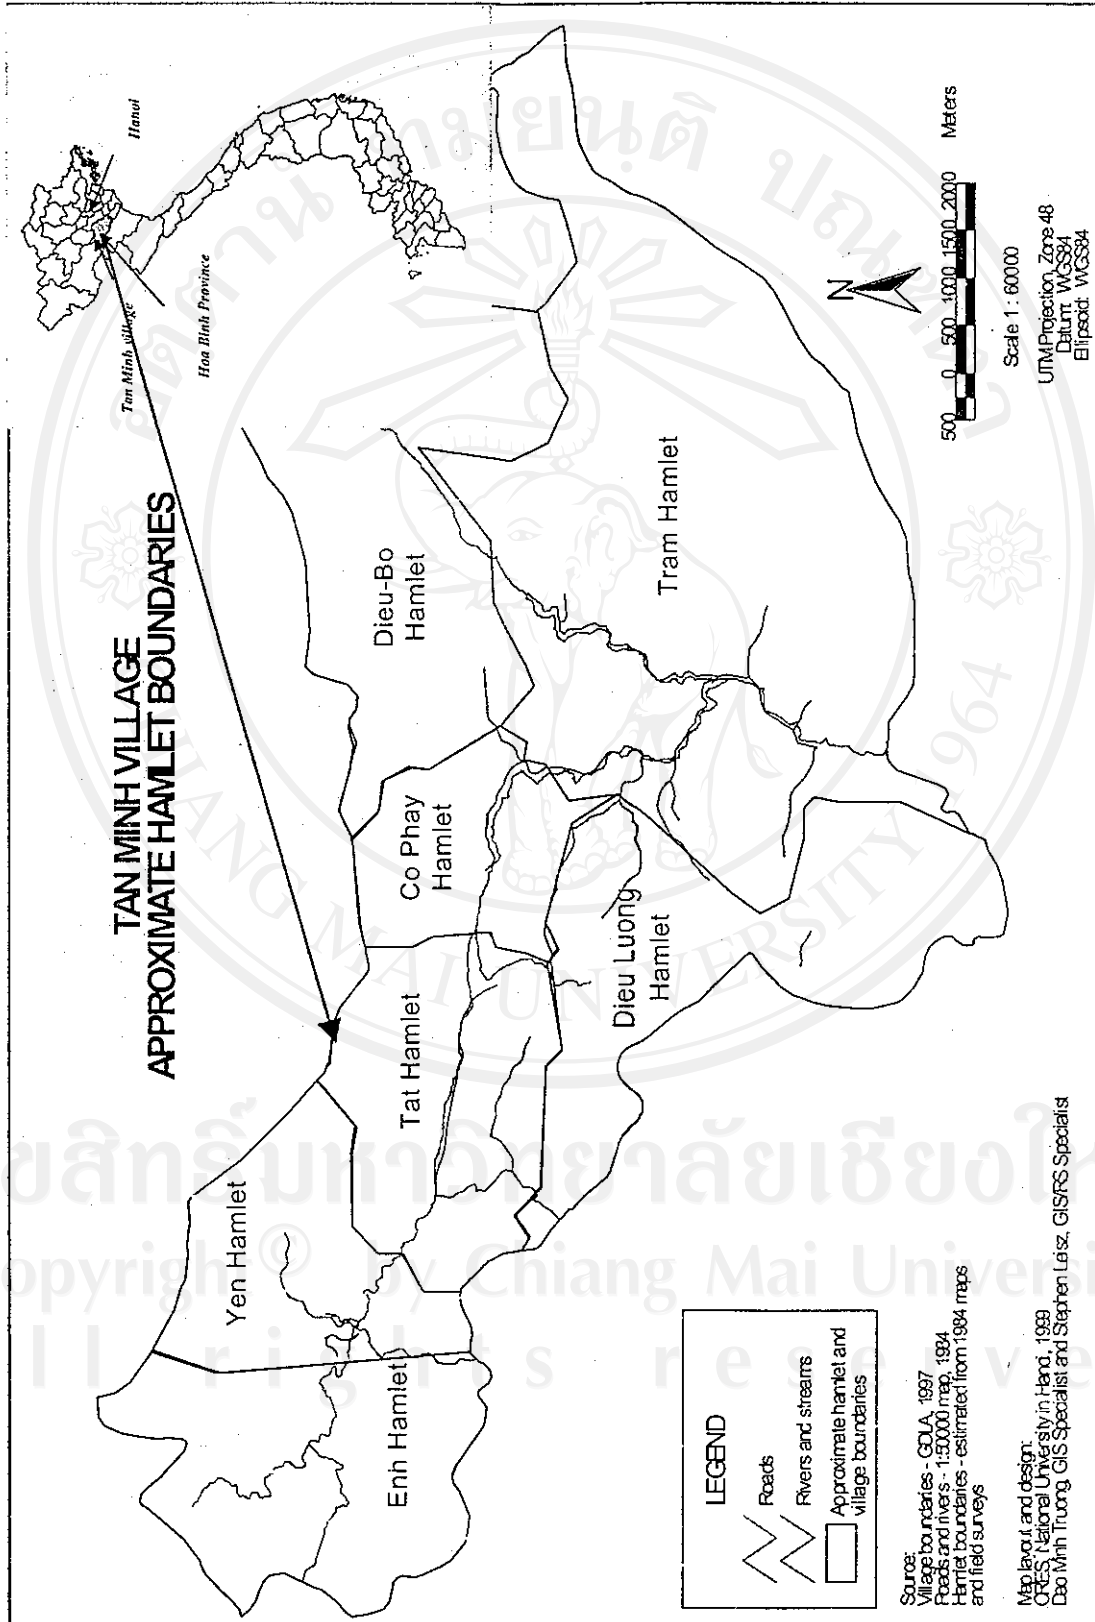 TAN MINH VILLAGE
APPROXIMATE HAMLET BOUNDARIES
Hanoi
Tan Minh village
Hoa Binh Province
Yen Hamlet
Enh Hamlet
Tat Hamlet
Co Phay
Hamlet
Dieu-Bo
Hamlet
Dieu Luong
Hamlet
Tram Hamlet
LEGEND
Roads
Rivers and streams
Approximate hamlet and
village boundaries
N
500 0 500 1000 1500 2000 Meters
Scale 1 : 60000
UTM Projection, Zone 48
Datum: WGS84
Ellipsoid: WGS84
Source:
Village boundaries - GDLA, 1997
Roads and rivers - 1:50000 map, 1984
Hamlet boundaries - estimated from 1984 maps
and field surveys
Map layout and design:
CRES, National University in Hanoi, 1999
Dao Minh Truong, GIS Specialist and Stephen Leisz, GIS/RS Specialist
CHIANG MAI UNIVERSITY 1964
Copyright © by Chiang Mai Universi
All rights reserve